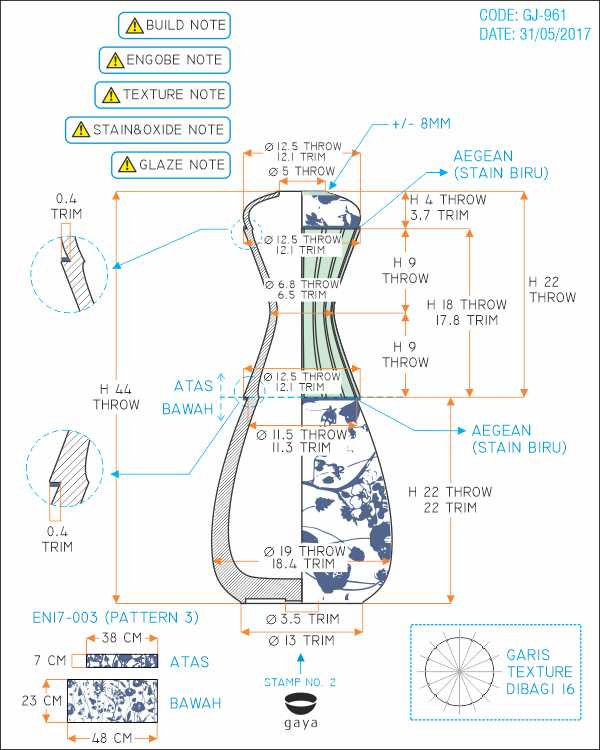 CODE: GJ-961
DATE: 31/05/2017
BUILD NOTE
ENGOBE NOTE
TEXTURE NOTE
STAIN&OXIDE NOTE
GLAZE NOTE
+/- 8MM
Ø 12.5 THROW
12.1 TRIM
Ø 5 THROW
AEGEAN
(STAIN BIRU)
0.4
TRIM
H 4 THROW
3.7 TRIM
Ø 12.5 THROW
12.1 TRIM
H 9
THROW
Ø 6.8 THROW
6.5 TRIM
H 22
THROW
H 18 THROW
17.8 TRIM
H 9
THROW
H 44
THROW
ATAS
BAWAH
Ø 12.5 THROW
12.1 TRIM
AEGEAN
(STAIN BIRU)
Ø 11.5 THROW
11.3 TRIM
H 22 THROW
22 TRIM
0.4
TRIM
Ø 19 THROW
18.4 TRIM
Ø 3.5 TRIM
Ø 13 TRIM
EN17-003 (PATTERN 3)
38 CM
7 CM
ATAS
23 CM
BAWAH
48 CM
STAMP NO. 2
gaya
GARIS
TEXTURE
DIBAGI 16